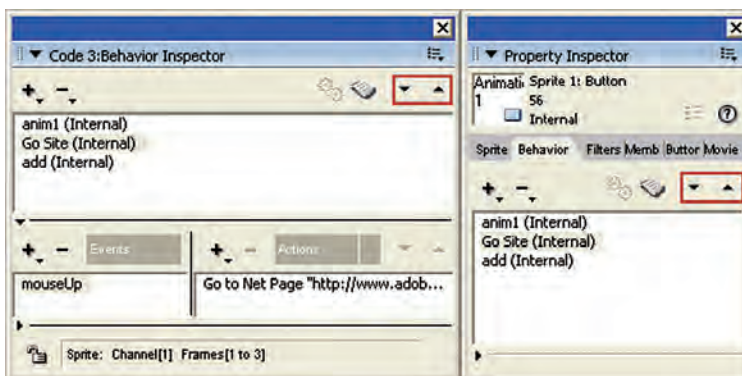 Code 3:Behavior Inspector
anim1 (Internal)
Go Site (Internal)
add (Internal)
Events
Actions
mouseUp
Go to Net Page "http://www.adob...
Sprite: Channel[1] Frames[1 to 3]
Property Inspector
Animati
1
Sprite 1: Button
56
Internal
Sprite Behavior Filters Memb Buttor Movie
anim1 (Internal)
Go Site (Internal)
add (Internal)